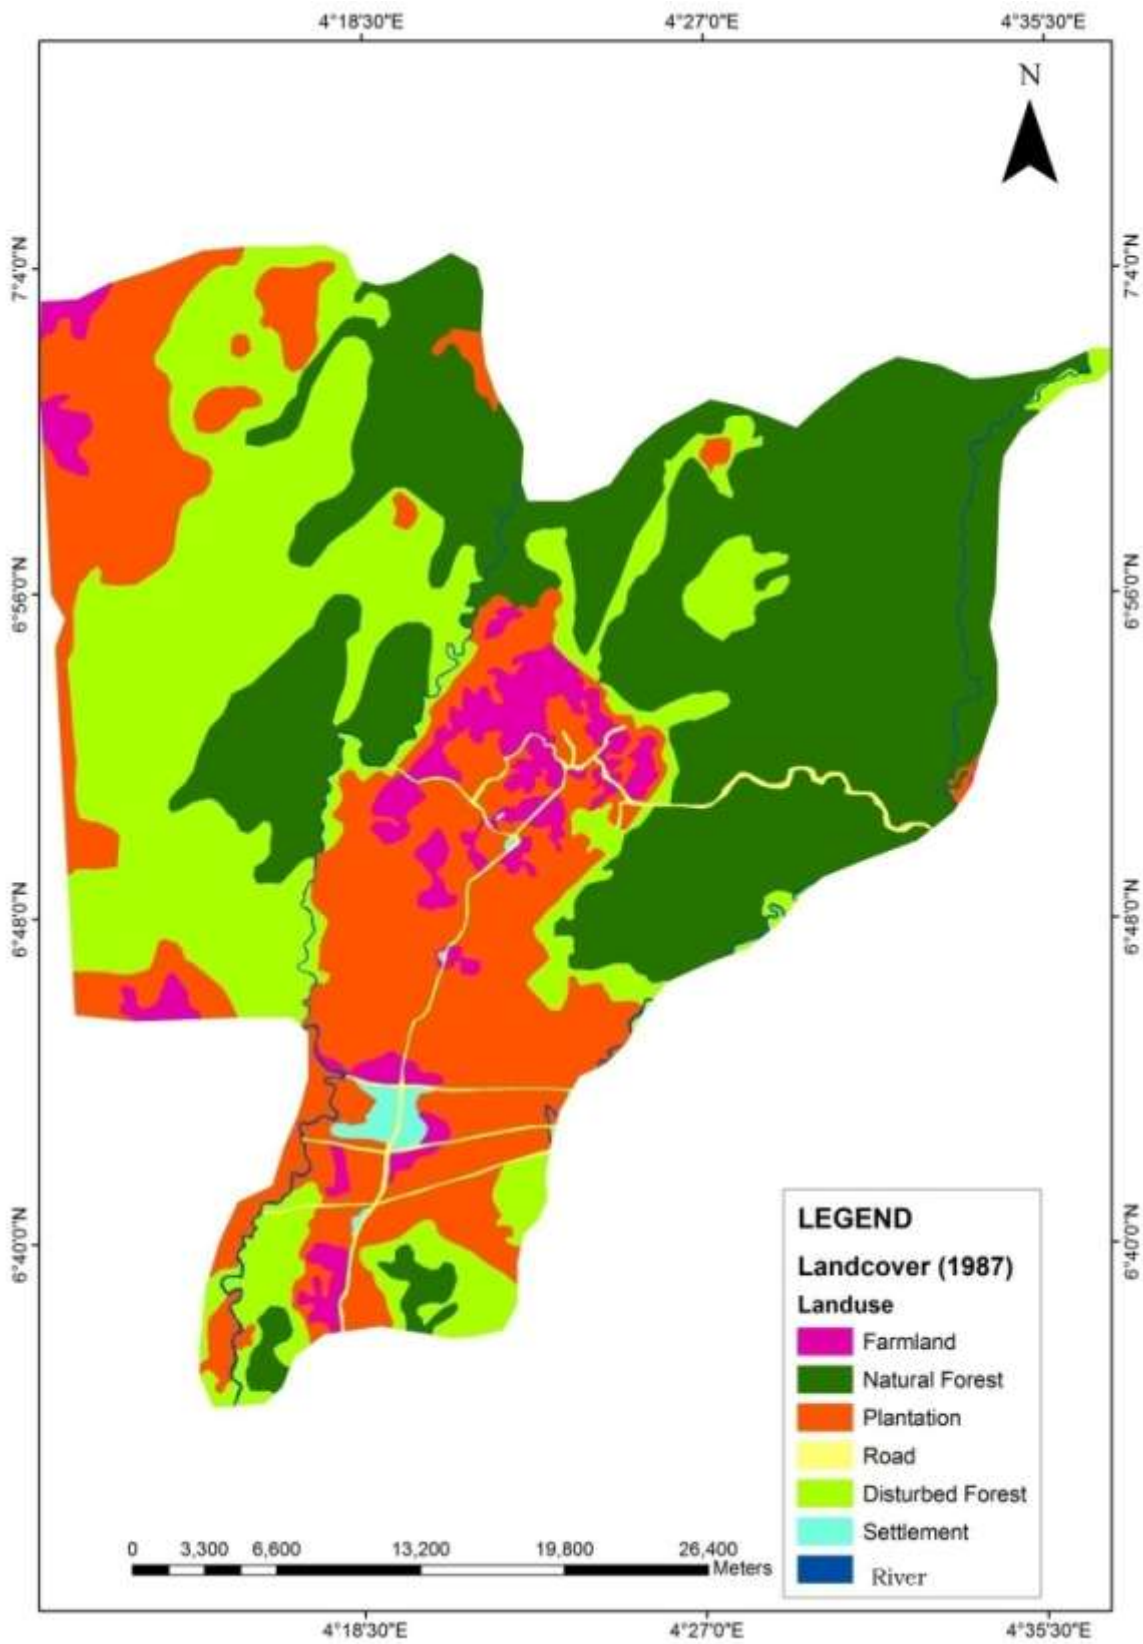 4°18'30"E 4°27'0"E 4°35'30"E
N
7°4'0"N 7°4'0"N
6°56'0"N 6°56'0"N
6°48'0"N 6°48'0"N
6°40'0"N 6°40'0"N
LEGEND
Landcover (1987)
Landuse
Farmland
Natural Forest
Plantation
Road
Disturbed Forest
Settlement
River
0 3,300 6,600 13,200 19,800 26,400
Meters
4°18'30"E 4°27'0"E 4°35'30"E